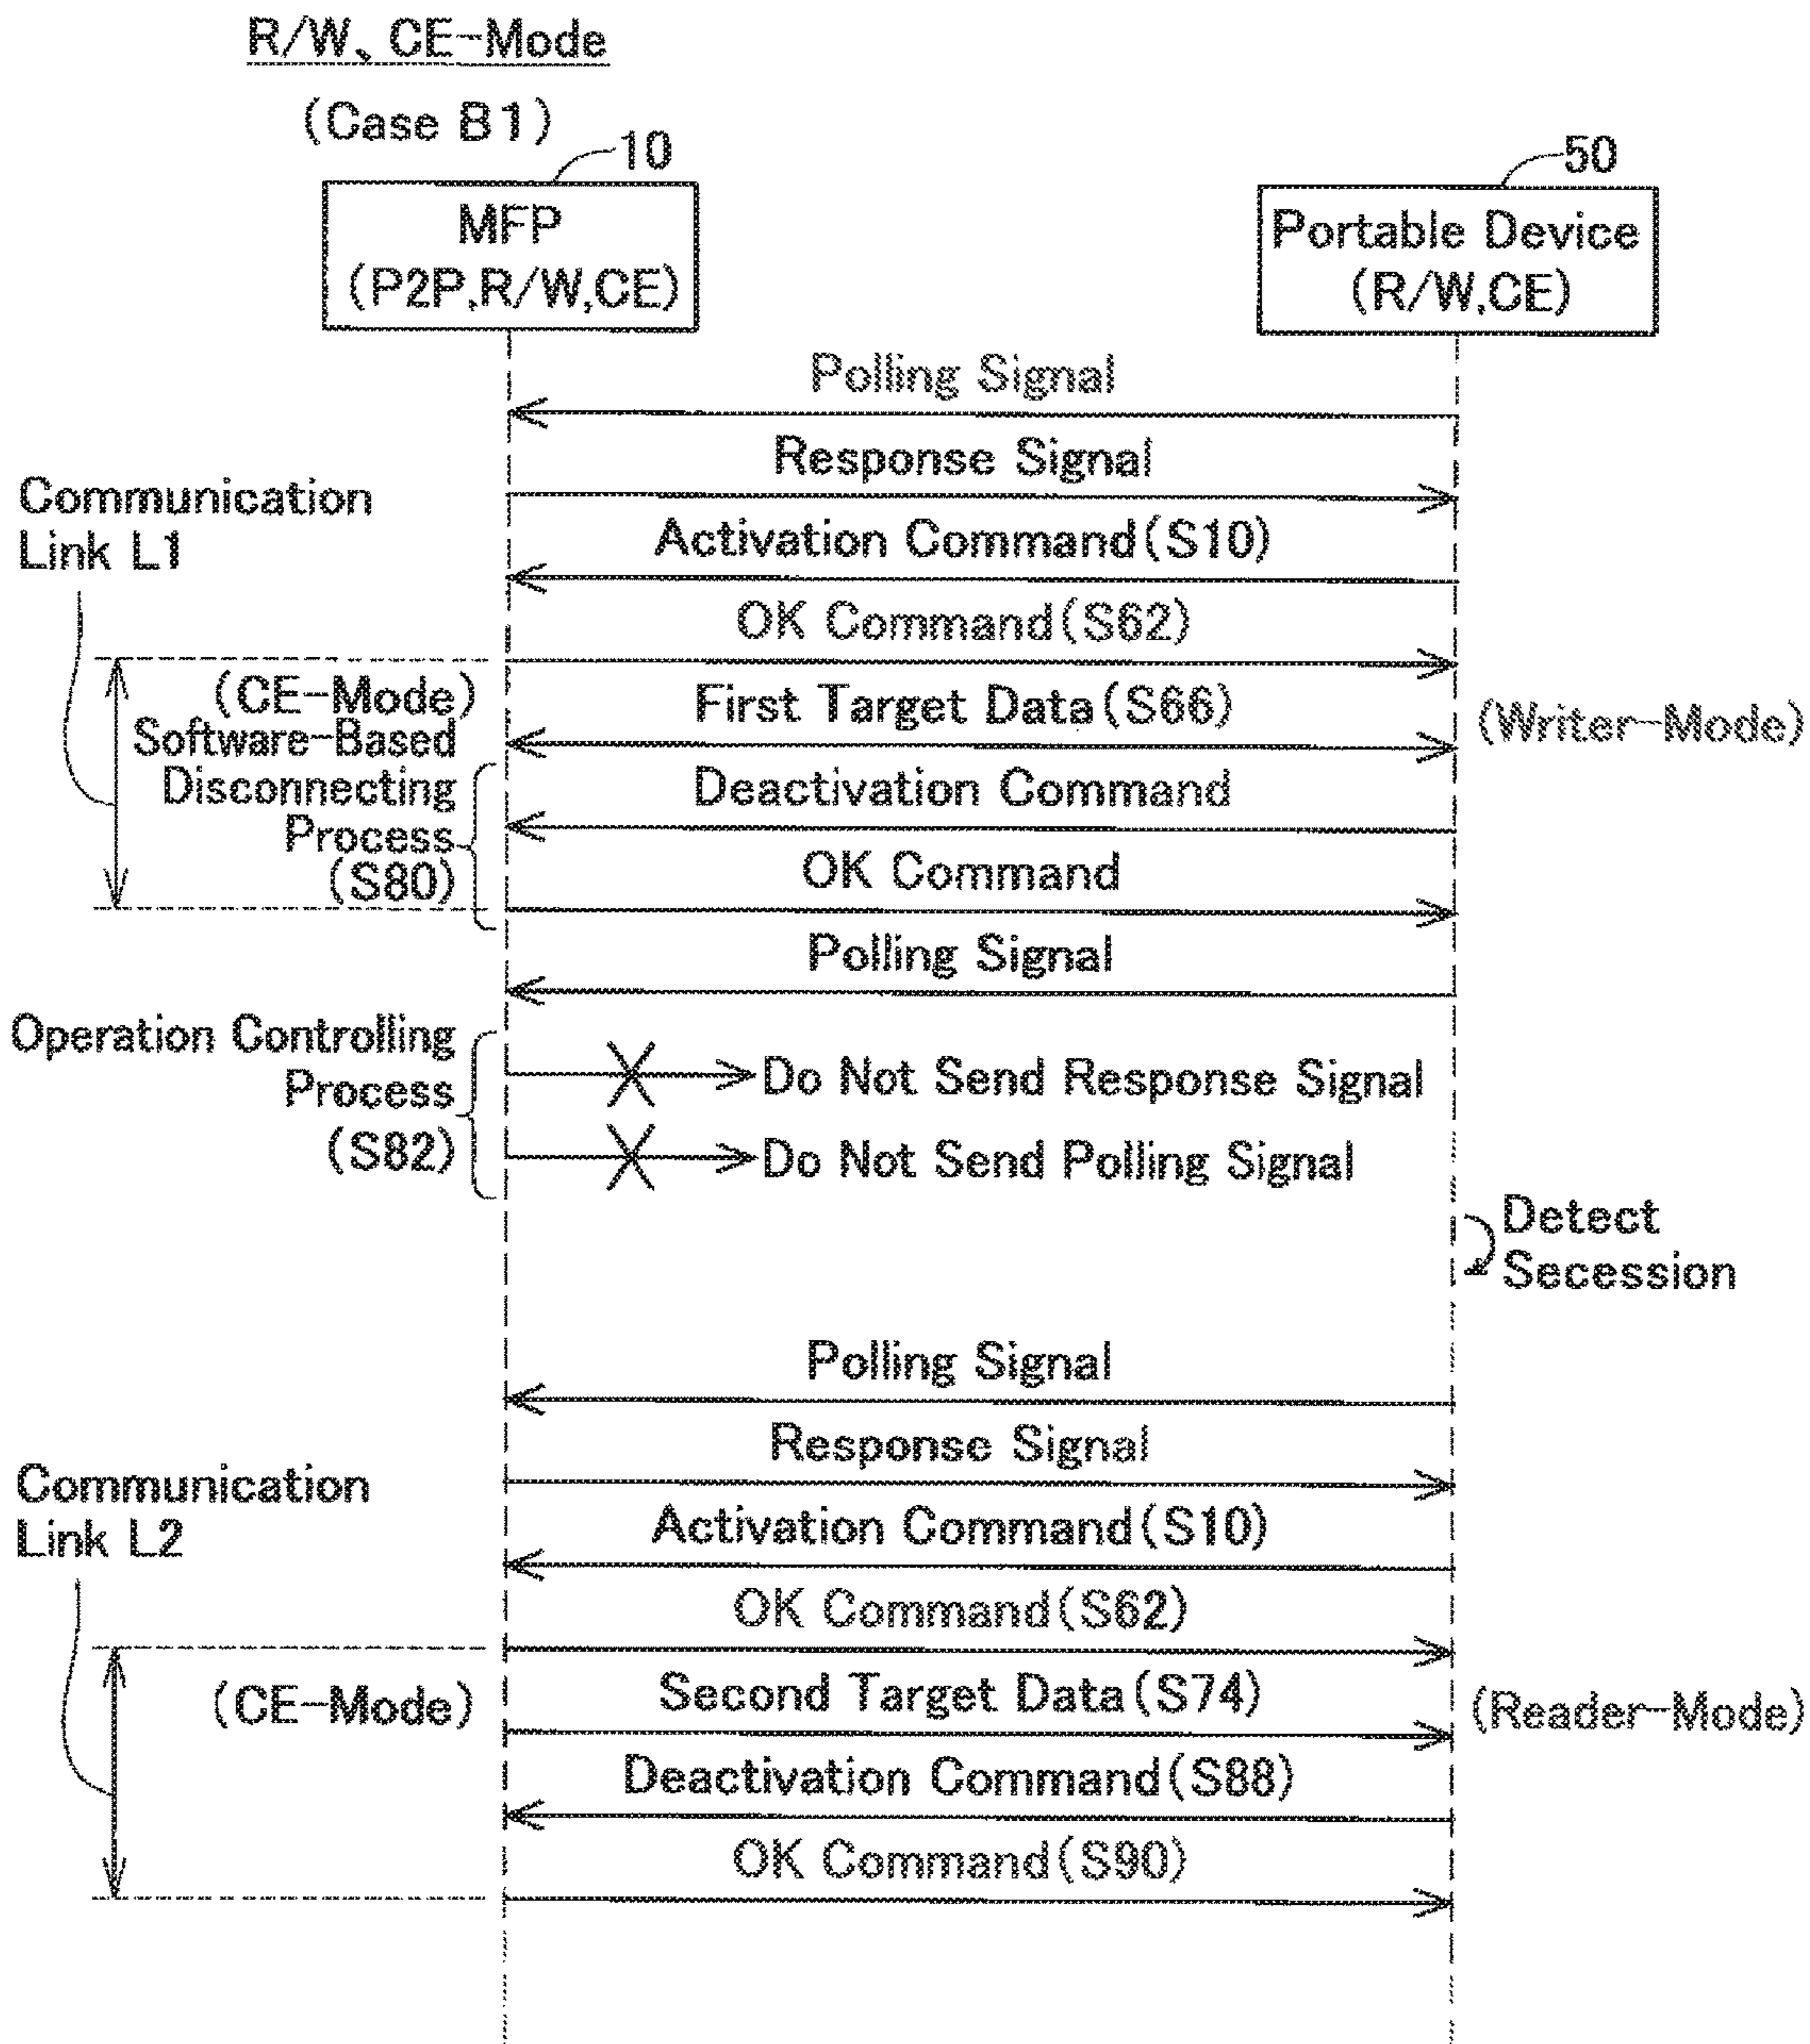 R/W、CE-Mode
(Case B1)
10
50
MFP
(P2P,R/W,CE)
Portable Device
(R/W,CE)
Polling Signal
Response Signal
Communication
Link L1
Activation Command(S10)
OK Command(S62)
(CE-Mode)
First Target Data(S66)
(Writer-Mode)
Software-Based
Disconnecting
Process
(S80)
Deactivation Command
OK Command
Polling Signal
Operation Controlling
Process
(S82)
Do Not Send Response Signal
Do Not Send Polling Signal
Detect
Secession
Polling Signal
Response Signal
Communication
Link L2
Activation Command(S10)
OK Command(S62)
(CE-Mode)
Second Target Data(S74)
(Reader-Mode)
Deactivation Command(S88)
OK Command(S90)